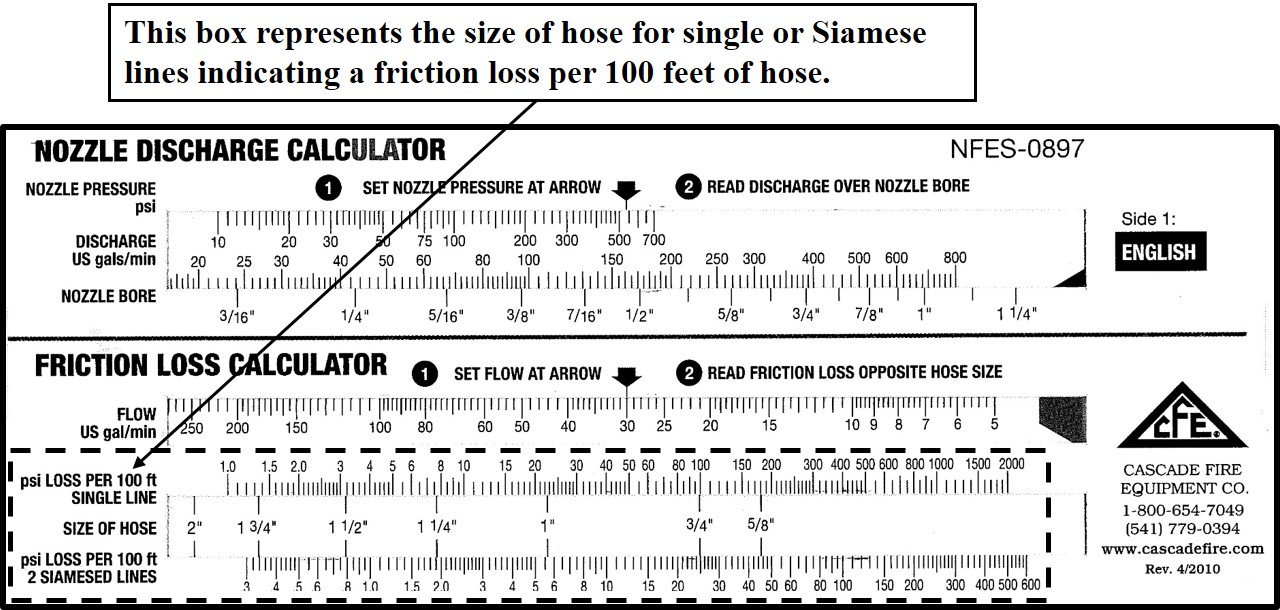 This box represents the size of hose for single or Siamese
lines indicating a friction loss per 100 feet of hose.
NOZZLE DISCHARGE CALCULATOR
NFES-0897
NOZZLE PRESSURE
psi
1 SET NOZZLE PRESSURE AT ARROW
2 READ DISCHARGE OVER NOZZLE BORE
10 20 30 50 75 100 200 300 500 700
DISCHARGE
US gals/min
20 25 30 40 50 60 80 100 150 200 250 300 400 500 600 800
NOZZLE BORE
3/16" 1/4" 5/16" 3/8" 7/16" 1/2" 5/8" 3/4" 7/8" 1" 1 1/4"
Side 1:
ENGLISH
FRICTION LOSS CALCULATOR
1 SET FLOW AT ARROW
2 READ FRICTION LOSS OPPOSITE HOSE SIZE
FLOW
US gal/min
250 200 150 100 80 60 50 40 30 25 20 15 10 9 8 7 6 5
psi LOSS PER 100 ft
SINGLE LINE
1.0 1.5 2.0 3 4 5 6 8 10 15 20 30 40 50 60 80 100 150 200 300 400 500 600 800 1000 1500 2000
SIZE OF HOSE
2" 1 3/4" 1 1/2" 1 1/4" 1" 3/4" 5/8"
psi LOSS PER 100 ft
2 SIAMESED LINES
.3 .4 .5 .6 .8 1.0 1.5 2.0 3 4 5 6 8 10 15 20 30 40 50 60 80 100 150 200 300 400 500 600
CFE
CASCADE FIRE
EQUIPMENT CO.
1-800-654-7049
(541) 779-0394
www.cascadefire.com
Rev. 4/2010